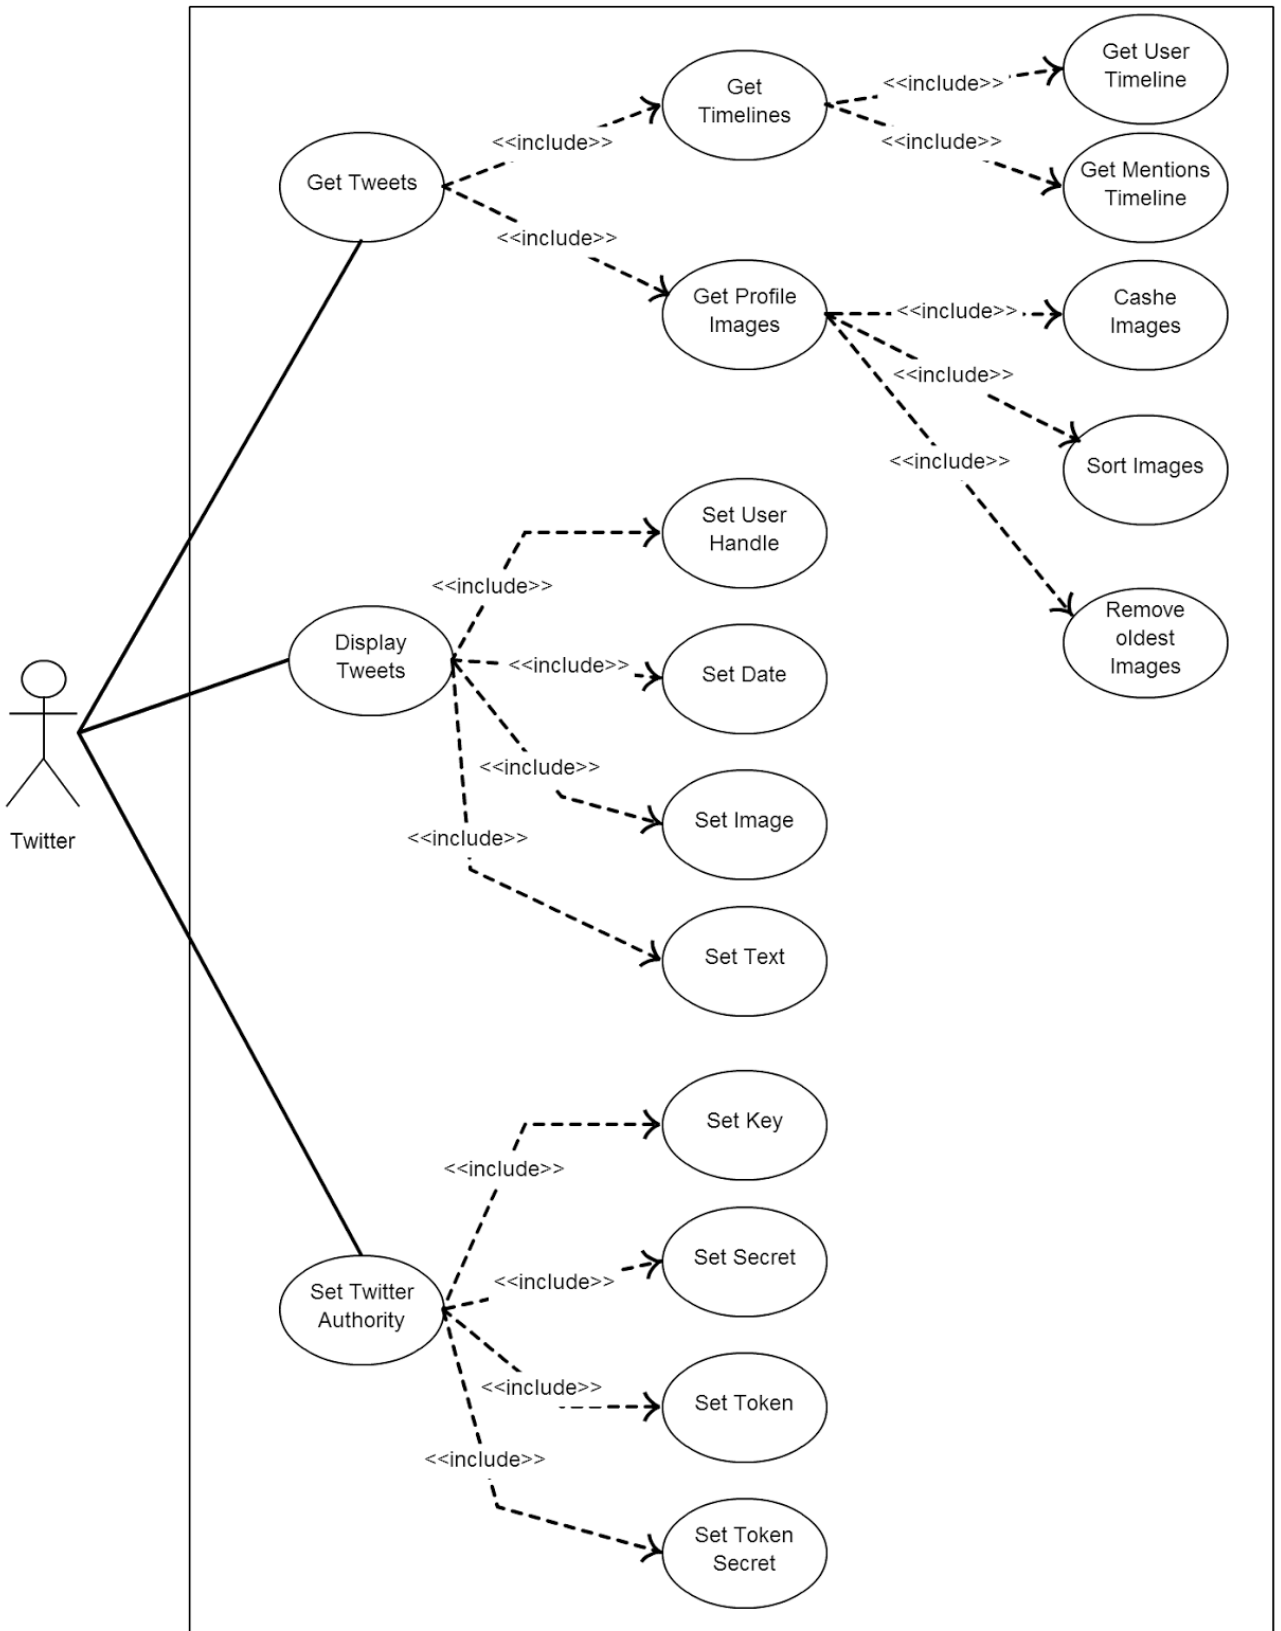 Get User
Timeline
Get
Timelines
<<include>>
<<include>>
<<include>>
Get Mentions
Timeline
Get Tweets
<<include>>
Get Profile
Images
<<include>>
Cashe
Images
<<include>>
Sort Images
<<include>>
Remove
oldest
Images
Set User
Handle
<<include>>
Display
Tweets
<<include>>
Set Date
<<include>>
Set Image
<<include>>
Set Text
Twitter
Set Key
<<include>>
Set Secret
<<include>>
Set Twitter
Authority
<<include>>
Set Token
<<include>>
Set Token
Secret